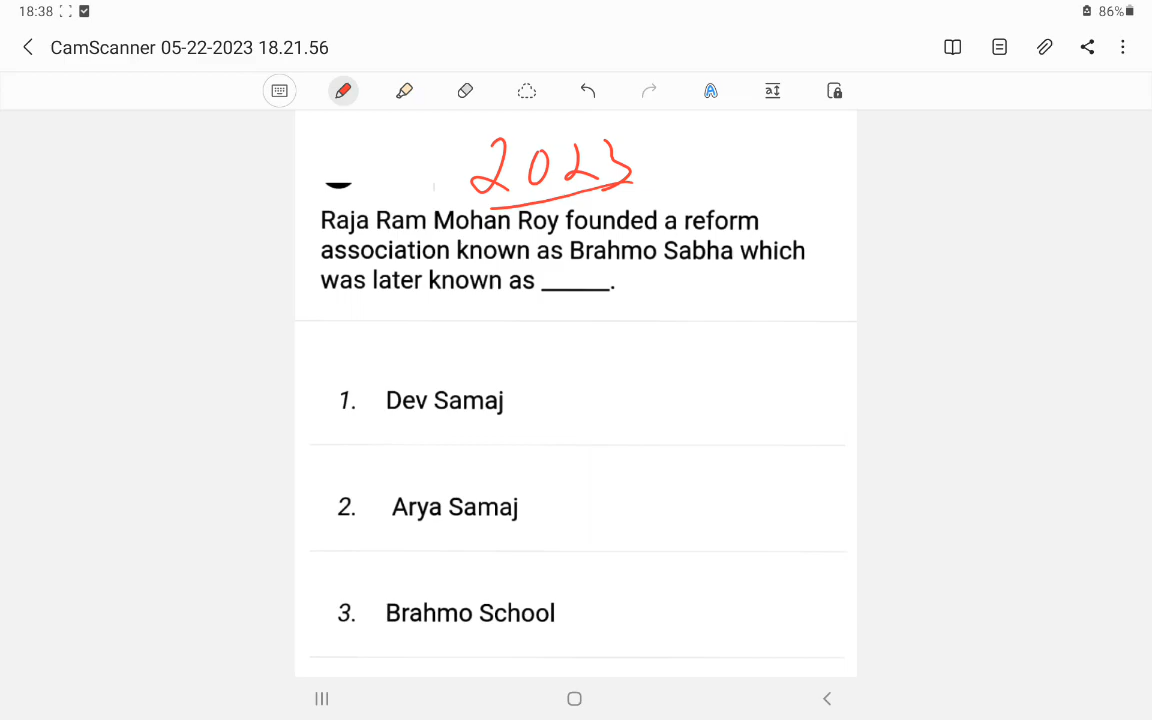 18:38
86%
CamScanner 05-22-2023 18.21.56
2023
Raja Ram Mohan Roy founded a reform
association known as Brahmo Sabha which
was later known as ______.
1. Dev Samaj
2. Arya Samaj
3. Brahmo School